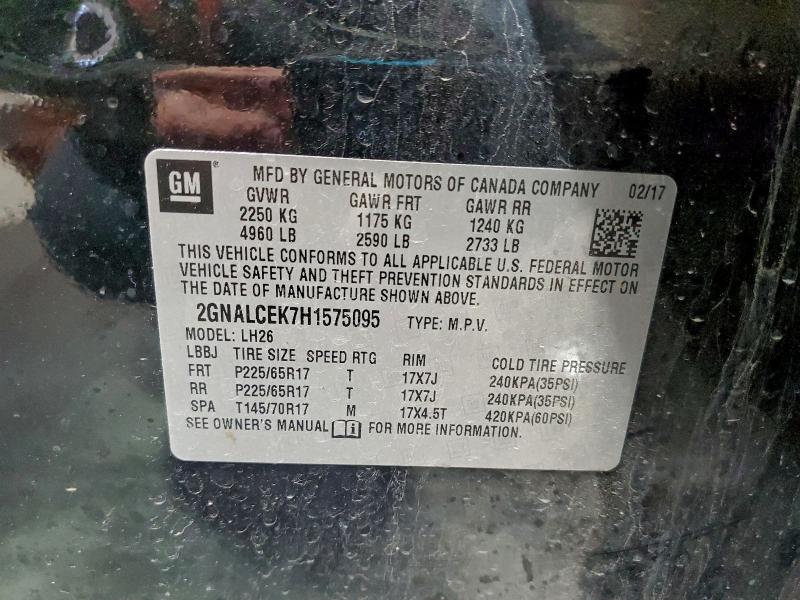 GM ®
MFD BY GENERAL MOTORS OF CANADA COMPANY 02/17
GVWR GAWR FRT GAWR RR
2250 KG 1175 KG 1240 KG
4960 LB 2590 LB 2733 LB
THIS VEHICLE CONFORMS TO ALL APPLICABLE U.S. FEDERAL MOTOR
VEHICLE SAFETY AND THEFT PREVENTION STANDARDS IN EFFECT ON
THE DATE OF MANUFACTURE SHOWN ABOVE.
2GNALCEK7H1575095 TYPE: M.P.V.
MODEL: LH26
LBBJ TIRE SIZE SPEED RTG RIM COLD TIRE PRESSURE
FRT P225/65R17 T 17X7J 240KPA(35PSI)
RR P225/65R17 T 17X7J 240KPA(35PSI)
SPA T145/70R17 M 17X4.5T 420KPA(60PSI)
SEE OWNER'S MANUAL i FOR MORE INFORMATION.